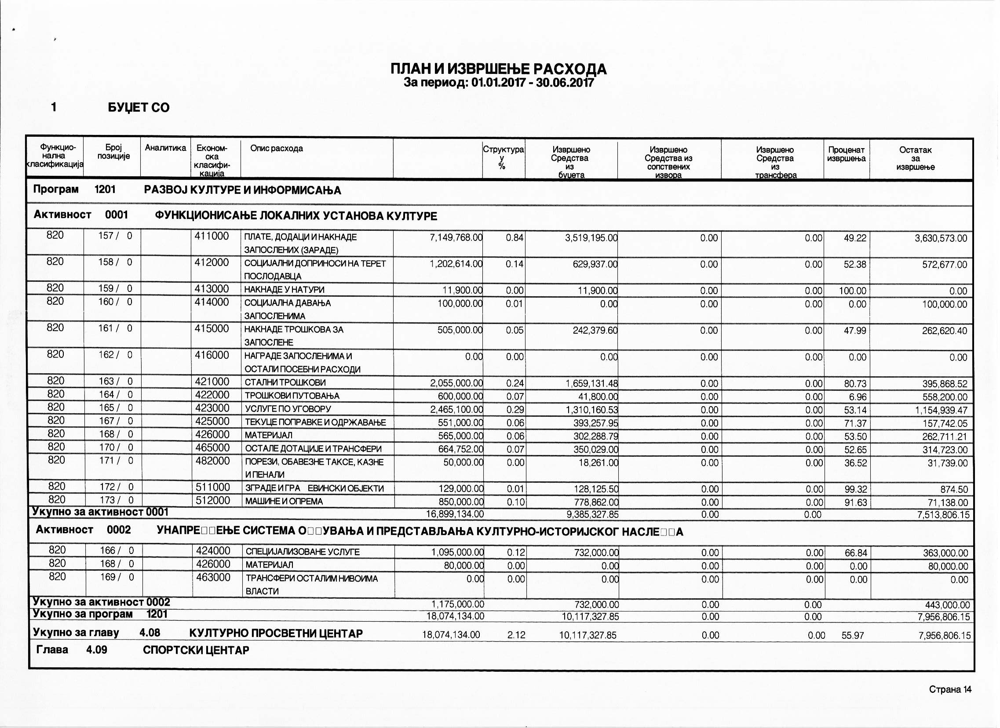 ПЛАН И ИЗВРШЕЊЕ РАСХОДА
За период: 01.01.2017 - 30.06.2017
1 БУЏЕТ СО
Функцио-
нална
класификација
Број
позиције
Аналитика
Економ-
ска
класифи-
кација
Опис расхода
Структура
у
%
Извршено
Средства
из
буџета
Извршено
Средства из
сопствених
извора
Извршено
Средства
из
трансфера
Проценат
извршења
Остатак
за
извршење
Програм 1201 РАЗВОЈ КУЛТУРЕ И ИНФОРМИСАЊА
Активност 0001 ФУНКЦИОНИСАЊЕ ЛОКАЛНИХ УСТАНОВА КУЛТУРЕ
820 157 / 0 411000 ПЛАТЕ, ДОДАЦИ И НАКНАДЕ 7,149,768.00 0.84 3,519,195.00 0.00 0.00 49.22 3,630,573.00
ЗАПОСЛЕНИХ (ЗАРАДЕ)
820 158 / 0 412000 СОЦИЈАЛНИ ДОПРИНОСИ НА ТЕРЕТ 1,202,614.00 0.14 629,937.00 0.00 0.00 52.38 572,677.00
ПОСЛОДАВЦА
820 159 / 0 413000 НАКНАДЕ У НАТУРИ 11,900.00 0.00 11,900.00 0.00 0.00 100.00 0.00
820 160 / 0 414000 СОЦИЈАЛНА ДАВАЊА 100,000.00 0.01 0.00 0.00 0.00 0.00 100,000.00
ЗАПОСЛЕНИМА
820 161 / 0 415000 НАКНАДЕ ТРОШКОВА ЗА 505,000.00 0.05 242,379.60 0.00 0.00 47.99 262,620.40
ЗАПОСЛЕНЕ
820 162 / 0 416000 НАГРАДЕ ЗАПОСЛЕНИМА И 0.00 0.00 0.00 0.00 0.00 0.00 0.00
ОСТАЛИ ПОСЕБНИ РАСХОДИ
820 163 / 0 421000 СТАЛНИ ТРОШКОВИ 2,055,000.00 0.24 1,659,131.48 0.00 0.00 80.73 395,868.52
820 164 / 0 422000 ТРОШКОВИ ПУТОВАЊА 600,000.00 0.07 41,800.00 0.00 0.00 6.96 558,200.00
820 165 / 0 423000 УСЛУГЕ ПО УГОВОРУ 2,465,100.00 0.29 1,310,160.53 0.00 0.00 53.14 1,154,939.47
820 167 / 0 425000 ТЕКУЦЕ ПОПРАВКЕ И ОДРЖАВАЊЕ 551,000.00 0.06 393,257.95 0.00 0.00 71.37 157,742.05
820 168 / 0 426000 МАТЕРИЈАЛ 565,000.00 0.06 302,288.79 0.00 0.00 53.50 262,711.21
820 170 / 0 465000 ОСТАЛЕ ДОТАЦИЈЕ И ТРАНСФЕРИ 664,752.00 0.07 350,029.00 0.00 0.00 52.65 314,723.00
820 171 / 0 482000 ПОРЕЗИ, ОБАВЕЗНЕ ТАКСЕ, КАЗНЕ 50,000.00 0.00 18,261.00 0.00 0.00 36.52 31,739.00
И ПЕНАЛИ
820 172 / 0 511000 ЗГРАДЕ И ГРА ЕВИНСКИ ОБЈЕКТИ 129,000.00 0.01 128,125.50 0.00 0.00 99.32 874.50
820 173 / 0 512000 МАШИНЕ И ОПРЕМА 850,000.00 0.10 778,862.00 0.00 0.00 91.63 71,138.00
Укупно за активност 0001 16,899,134.00 9,385,327.85 0.00 0.00 7,513,806.15
Активност 0002 УНАПРЕ□□ЕЊЕ СИСТЕМА О□□УВАЊА И ПРЕДСТАВЉАЊА КУЛТУРНО-ИСТОРИЈСКОГ НАСЛЕ□□А
820 166 / 0 424000 СПЕЦИЈАЛИЗОВАНЕ УСЛУГЕ 1,095,000.00 0.12 732,000.00 0.00 0.00 66.84 363,000.00
820 168 / 0 426000 МАТЕРИЈАЛ 80,000.00 0.00 0.00 0.00 0.00 0.00 80,000.00
820 169 / 0 463000 ТРАНСФЕРИ ОСТАЛИМ НИВОИМА 0.00 0.00 0.00 0.00 0.00 0.00 0.00
ВЛАСТИ
Укупно за активност 0002 1,175,000.00 732,000.00 0.00 0.00 443,000.00
Укупно за програм 1201 18,074,134.00 10,117,327.85 0.00 0.00 7,956,806.15
Укупно за главу 4.08 КУЛТУРНО ПРОСВЕТНИ ЦЕНТАР 18,074,134.00 2.12 10,117,327.85 0.00 0.00 55.97 7,956,806.15
Глава 4.09 СПОРТСКИ ЦЕНТАР
Страна 14